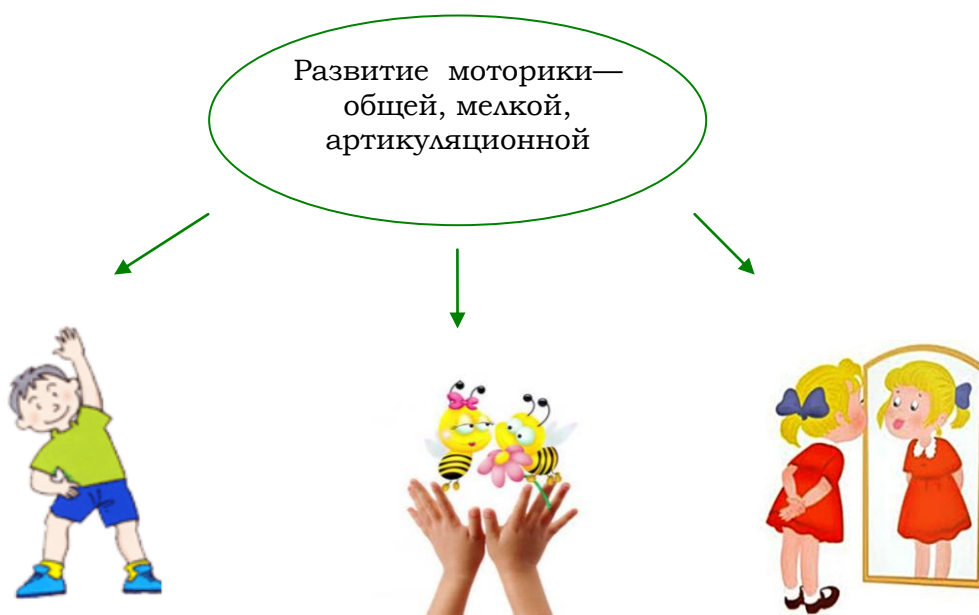 Развитие моторики—
общей, мелкой,
артикуляционной